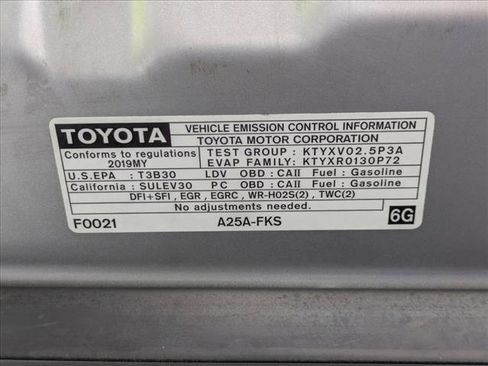 TOYOTA
VEHICLE EMISSION CONTROL INFORMATION
TOYOTA MOTOR CORPORATION
Conforms to regulations
2019MY
TEST GROUP : KTYXV02.5P3A
EVAP FAMILY: KTYXR0130P72
U.S.EPA : T3B30 LDV OBD : CAII Fuel : Gasoline
California : SULEV30 PC OBD : CAII Fuel : Gasoline
DFI+SFI , EGR , EGRC , WR-HO2S(2) , TWC(2)
No adjustments needed.
F0021 A25A-FKS 6G